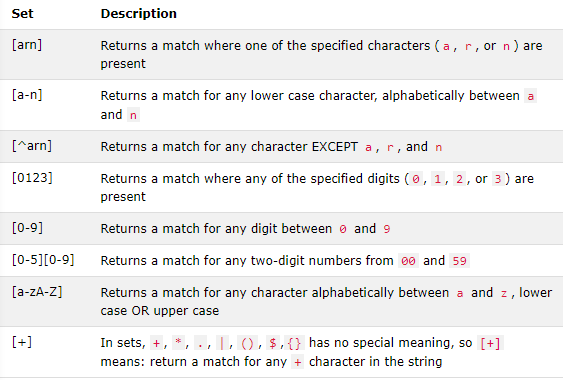 Set Description
[arn] Returns a match where one of the specified characters ( a , r , or n ) are
present
[a-n] Returns a match for any lower case character, alphabetically between a
and n
[^arn] Returns a match for any character EXCEPT a , r , and n
[0123] Returns a match where any of the specified digits ( 0 , 1 , 2 , or 3 ) are
present
[0-9] Returns a match for any digit between 0 and 9
[0-5][0-9] Returns a match for any two-digit numbers from 00 and 59
[a-zA-Z] Returns a match for any character alphabetically between a and z , lower
case OR upper case
[+] In sets, + , * , . , | , () , $ , {} has no special meaning, so [+]
means: return a match for any + character in the string